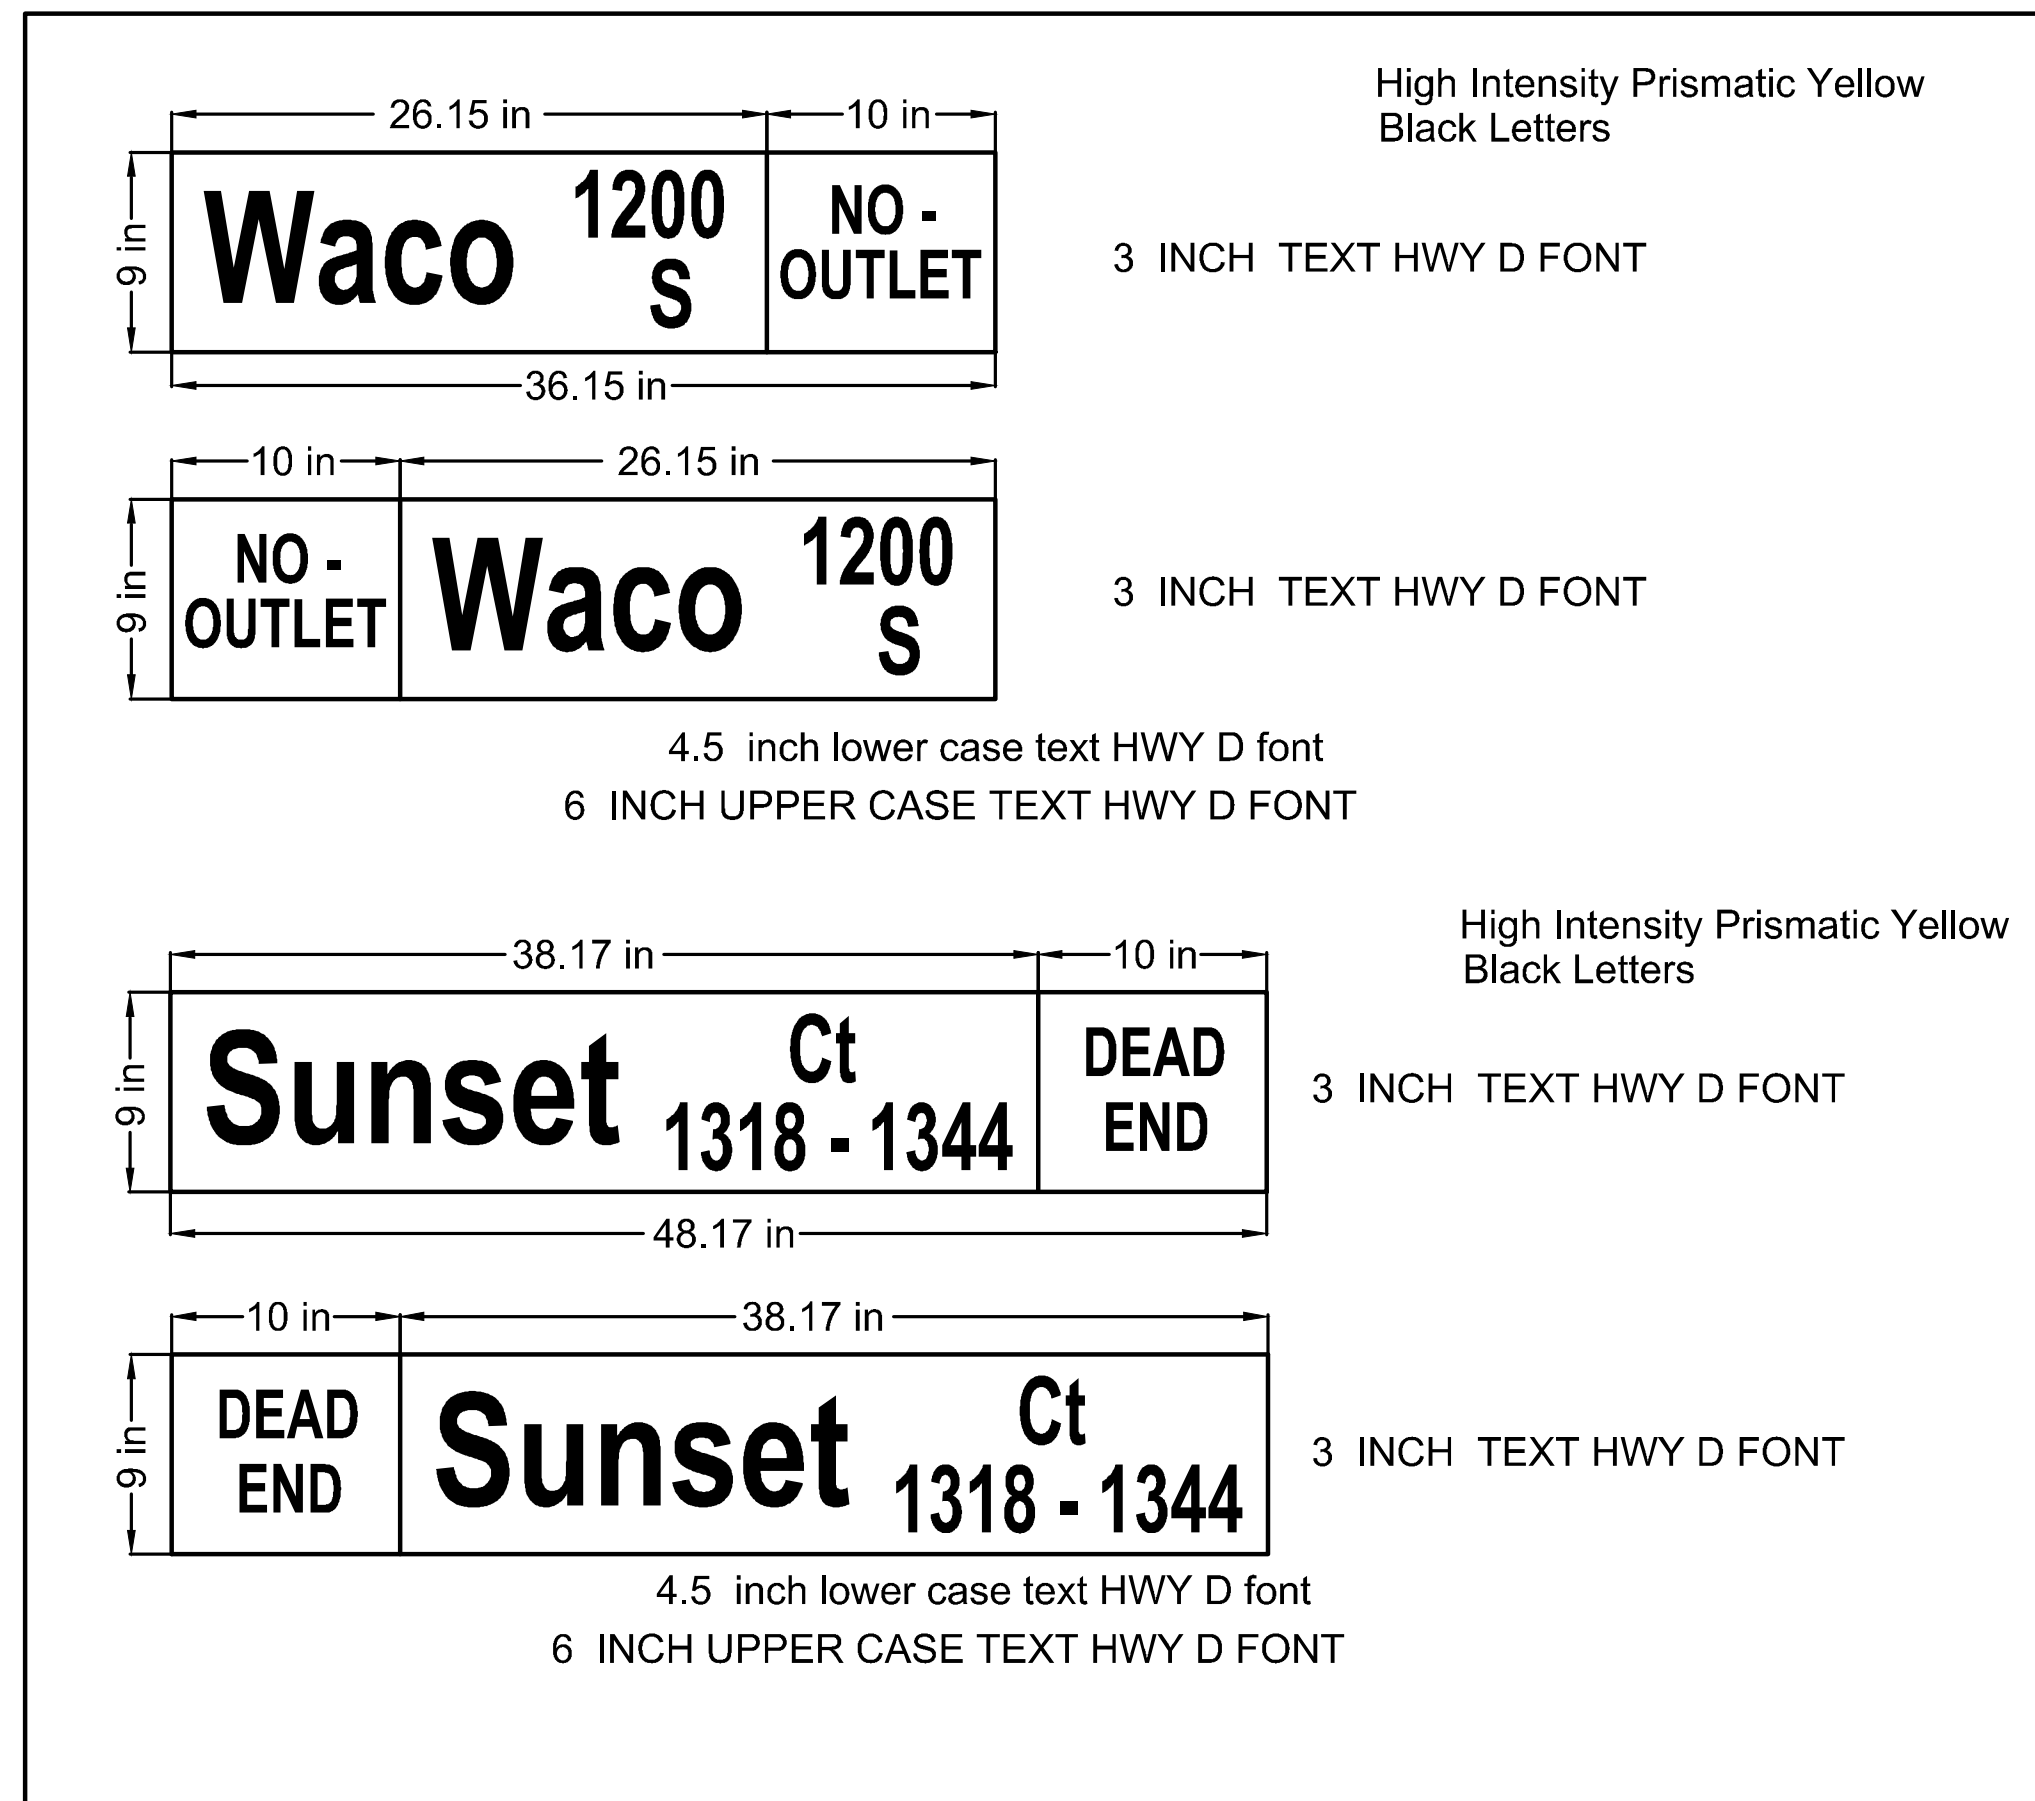 High Intensity Prismatic Yellow
Black Letters
26.15 in 10 in
9 in
Waco 1200 S
NO -
OUTLET
3 INCH TEXT HWY D FONT
36.15 in
10 in 26.15 in
9 in
NO -
OUTLET
Waco 1200 S
3 INCH TEXT HWY D FONT
4.5 inch lower case text HWY D font
6 INCH UPPER CASE TEXT HWY D FONT
High Intensity Prismatic Yellow
Black Letters
38.17 in 10 in
9 in
Sunset Ct
1318 - 1344
DEAD
END
3 INCH TEXT HWY D FONT
48.17 in
10 in 38.17 in
9 in
DEAD
END
Sunset Ct
1318 - 1344
3 INCH TEXT HWY D FONT
4.5 inch lower case text HWY D font
6 INCH UPPER CASE TEXT HWY D FONT